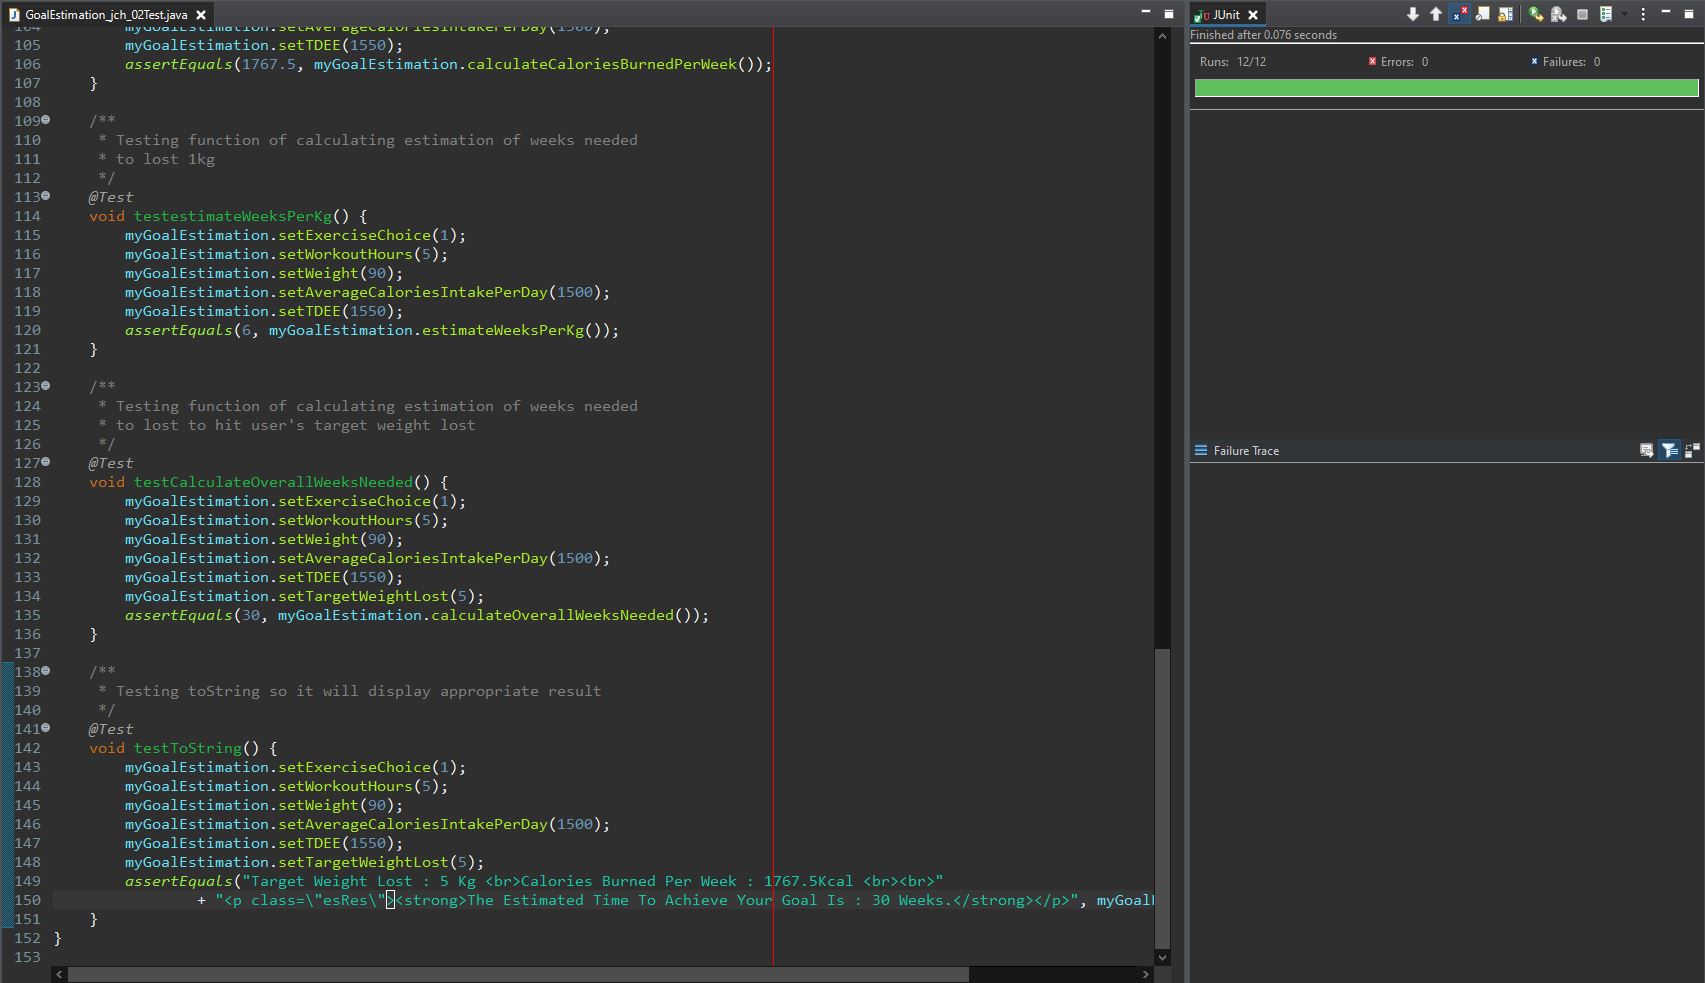 GoalEstimation_jch_02Test.java
104 myGoalEstimation.setAverageCaloriesIntakePerDay(1500);
105 myGoalEstimation.setTDEE(1550);
106 assertEquals(1767.5, myGoalEstimation.calculateCaloriesBurnedPerWeek());
107 }
108
109 /**
110 * Testing function of calculating estimation of weeks needed
111 * to lost 1kg
112 */
113 @Test
114 void testestimateWeeksPerKg() {
115 myGoalEstimation.setExerciseChoice(1);
116 myGoalEstimation.setWorkoutHours(5);
117 myGoalEstimation.setWeight(90);
118 myGoalEstimation.setAverageCaloriesIntakePerDay(1500);
119 myGoalEstimation.setTDEE(1550);
120 assertEquals(6, myGoalEstimation.estimateWeeksPerKg());
121 }
122
123 /**
124 * Testing function of calculating estimation of weeks needed
125 * to lost to hit user's target weight lost
126 */
127 @Test
128 void testCalculateOverallWeeksNeeded() {
129 myGoalEstimation.setExerciseChoice(1);
130 myGoalEstimation.setWorkoutHours(5);
131 myGoalEstimation.setWeight(90);
132 myGoalEstimation.setAverageCaloriesIntakePerDay(1500);
133 myGoalEstimation.setTDEE(1550);
134 myGoalEstimation.setTargetWeightLost(5);
135 assertEquals(30, myGoalEstimation.calculateOverallWeeksNeeded());
136 }
137
138 /**
139 * Testing toString so it will display appropriate result
140 */
141 @Test
142 void testToString() {
143 myGoalEstimation.setExerciseChoice(1);
144 myGoalEstimation.setWorkoutHours(5);
145 myGoalEstimation.setWeight(90);
146 myGoalEstimation.setAverageCaloriesIntakePerDay(1500);
147 myGoalEstimation.setTDEE(1550);
148 myGoalEstimation.setTargetWeightLost(5);
149 assertEquals("Target Weight Lost : 5 Kg <br>Calories Burned Per Week : 1767.5Kcal <br><br>"
150 + "<p class=\"esRes\"><strong>The Estimated Time To Achieve Your Goal Is : 30 Weeks.</strong></p>", myGoal
151 }
152 }
153
JUnit
Finished after 0.076 seconds
Runs: 12/12 Errors: 0 Failures: 0
Failure Trace